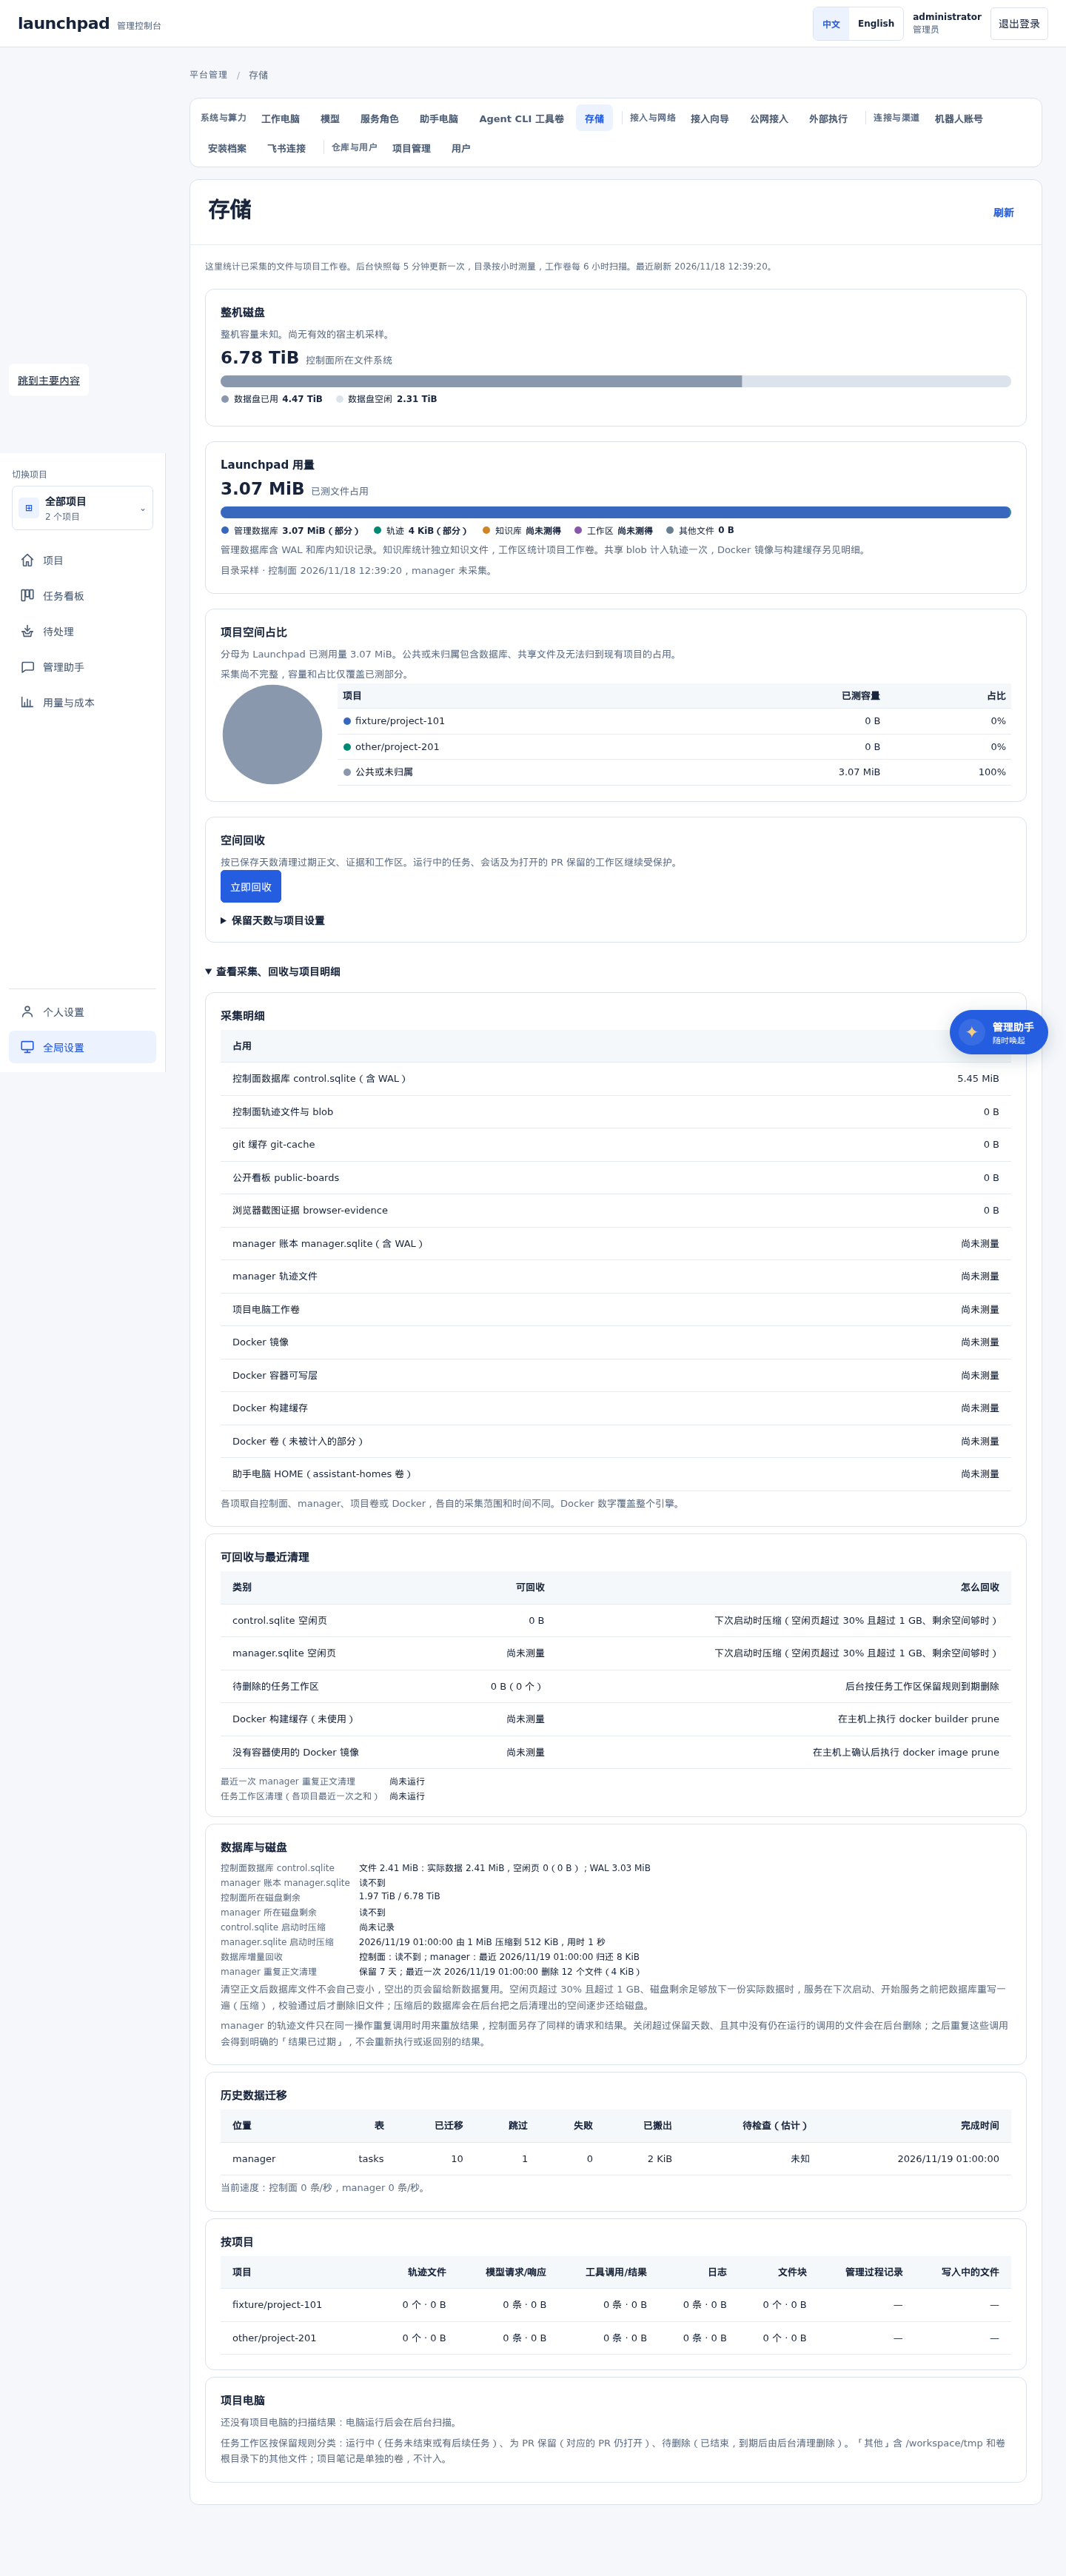 launchpad 管理控制台
中文 English administrator 管理员 退出登录
平台管理 / 存储
系统与算力 工作电脑 模型 服务角色 助手电脑 Agent CLI 工具卷 存储 接入与网络 接入向导 公网接入 外部执行 连接与渠道 机器人账号
安装档案 飞书连接 仓库与用户 项目管理 用户
存储
刷新
这里统计已采集的文件与项目工作卷。后台快照每 5 分钟更新一次，目录按小时测量，工作卷每 6 小时扫描。最近刷新 2026/11/18 12:39:20。
整机磁盘
整机容量未知。尚无有效的宿主机采样。
6.78 TiB 控制面所在文件系统
数据盘已用 4.47 TiB 数据盘空闲 2.31 TiB
跳到主要内容
切换项目
全部项目
2 个项目
项目
任务看板
待处理
管理助手
用量与成本
个人设置
全局设置
Launchpad 用量
3.07 MiB 已测文件占用
管理数据库 3.07 MiB（部分） 轨迹 4 KiB（部分） 知识库 尚未测得 工作区 尚未测得 其他文件 0 B
管理数据库含 WAL 和库内知识记录。知识库统计独立知识文件，工作区统计项目工作卷。共享 blob 计入轨迹一次，Docker 镜像与构建缓存另见明细。
目录采样 · 控制面 2026/11/18 12:39:20，manager 未采集。
项目空间占比
分母为 Launchpad 已测用量 3.07 MiB。公共或未归属包含数据库、共享文件及无法归到现有项目的占用。
采集尚不完整，容量和占比仅覆盖已测部分。
项目 已测容量 占比
fixture/project-101 0 B 0%
other/project-201 0 B 0%
公共或未归属 3.07 MiB 100%
空间回收
按已保存天数清理过期正文、证据和工作区。运行中的任务、会话及为打开的 PR 保留的工作区继续受保护。
立即回收
▶ 保留天数与项目设置
▼ 查看采集、回收与项目明细
采集明细
占用
管理助手
随时唤起
控制面数据库 control.sqlite（含 WAL） 5.45 MiB
控制面轨迹文件与 blob 0 B
git 缓存 git-cache 0 B
公开看板 public-boards 0 B
浏览器截图证据 browser-evidence 0 B
manager 账本 manager.sqlite（含 WAL） 尚未测量
manager 轨迹文件 尚未测量
项目电脑工作卷 尚未测量
Docker 镜像 尚未测量
Docker 容器可写层 尚未测量
Docker 构建缓存 尚未测量
Docker 卷（未被计入的部分） 尚未测量
助手电脑 HOME（assistant-homes 卷） 尚未测量
各项取自控制面、manager、项目卷或 Docker，各自的采集范围和时间不同。Docker 数字覆盖整个引擎。
可回收与最近清理
类别 可回收 怎么回收
control.sqlite 空闲页 0 B 下次启动时压缩（空闲页超过 30% 且超过 1 GB、剩余空间够时）
manager.sqlite 空闲页 尚未测量 下次启动时压缩（空闲页超过 30% 且超过 1 GB、剩余空间够时）
待删除的任务工作区 0 B（0 个） 后台按任务工作区保留规则到期删除
Docker 构建缓存（未使用） 尚未测量 在主机上执行 docker builder prune
没有容器使用的 Docker 镜像 尚未测量 在主机上确认后执行 docker image prune
最近一次 manager 重复正文清理 尚未运行
任务工作区清理（各项目最近一次之和） 尚未运行
数据库与磁盘
控制面数据库 control.sqlite 文件 2.41 MiB：实际数据 2.41 MiB，空闲页 0（0 B）；WAL 3.03 MiB
manager 账本 manager.sqlite 读不到
控制面所在磁盘剩余 1.97 TiB / 6.78 TiB
manager 所在磁盘剩余 读不到
control.sqlite 启动时压缩 尚未记录
manager.sqlite 启动时压缩 2026/11/19 01:00:00 由 1 MiB 压缩到 512 KiB，用时 1 秒
数据库增量回收 控制面：读不到；manager：最近 2026/11/19 01:00:00 归还 8 KiB
manager 重复正文清理 保留 7 天；最近一次 2026/11/19 01:00:00 删除 12 个文件（4 KiB）
清空正文后数据库文件不会自己变小，空出的页会留给新数据复用。空闲页超过 30% 且超过 1 GB、磁盘剩余足够放下一份实际数据时，服务在下次启动、开始服务之前把数据库重写一
遍（压缩），校验通过后才删除旧文件；压缩后的数据库会在后台把之后清理出的空间逐步还给磁盘。
manager 的轨迹文件只在同一操作重复调用时用来重放结果，控制面另存了同样的请求和结果。关闭超过保留天数、且其中没有仍在运行的调用的文件会在后台删除；之后重复这些调用
会得到明确的「结果已过期」，不会重新执行或返回别的结果。
历史数据迁移
位置 表 已迁移 跳过 失败 已搬出 待检查（估计） 完成时间
manager tasks 10 1 0 2 KiB 未知 2026/11/19 01:00:00
当前速度：控制面 0 条/秒，manager 0 条/秒。
按项目
项目 轨迹文件 模型请求/响应 工具调用/结果 日志 文件块 管理过程记录 写入中的文件
fixture/project-101 0 个 · 0 B 0 条 · 0 B 0 条 · 0 B 0 条 · 0 B 0 个 · 0 B — —
other/project-201 0 个 · 0 B 0 条 · 0 B 0 条 · 0 B 0 条 · 0 B 0 个 · 0 B — —
项目电脑
还没有项目电脑的扫描结果：电脑运行后会在后台扫描。
任务工作区按保留规则分类：运行中（任务未结束或有后续任务）、为 PR 保留（对应的 PR 仍打开）、待删除（已结束，到期后由后台清理删除）。「其他」含 /workspace/tmp 和卷
根目录下的其他文件；项目笔记是单独的卷，不计入。